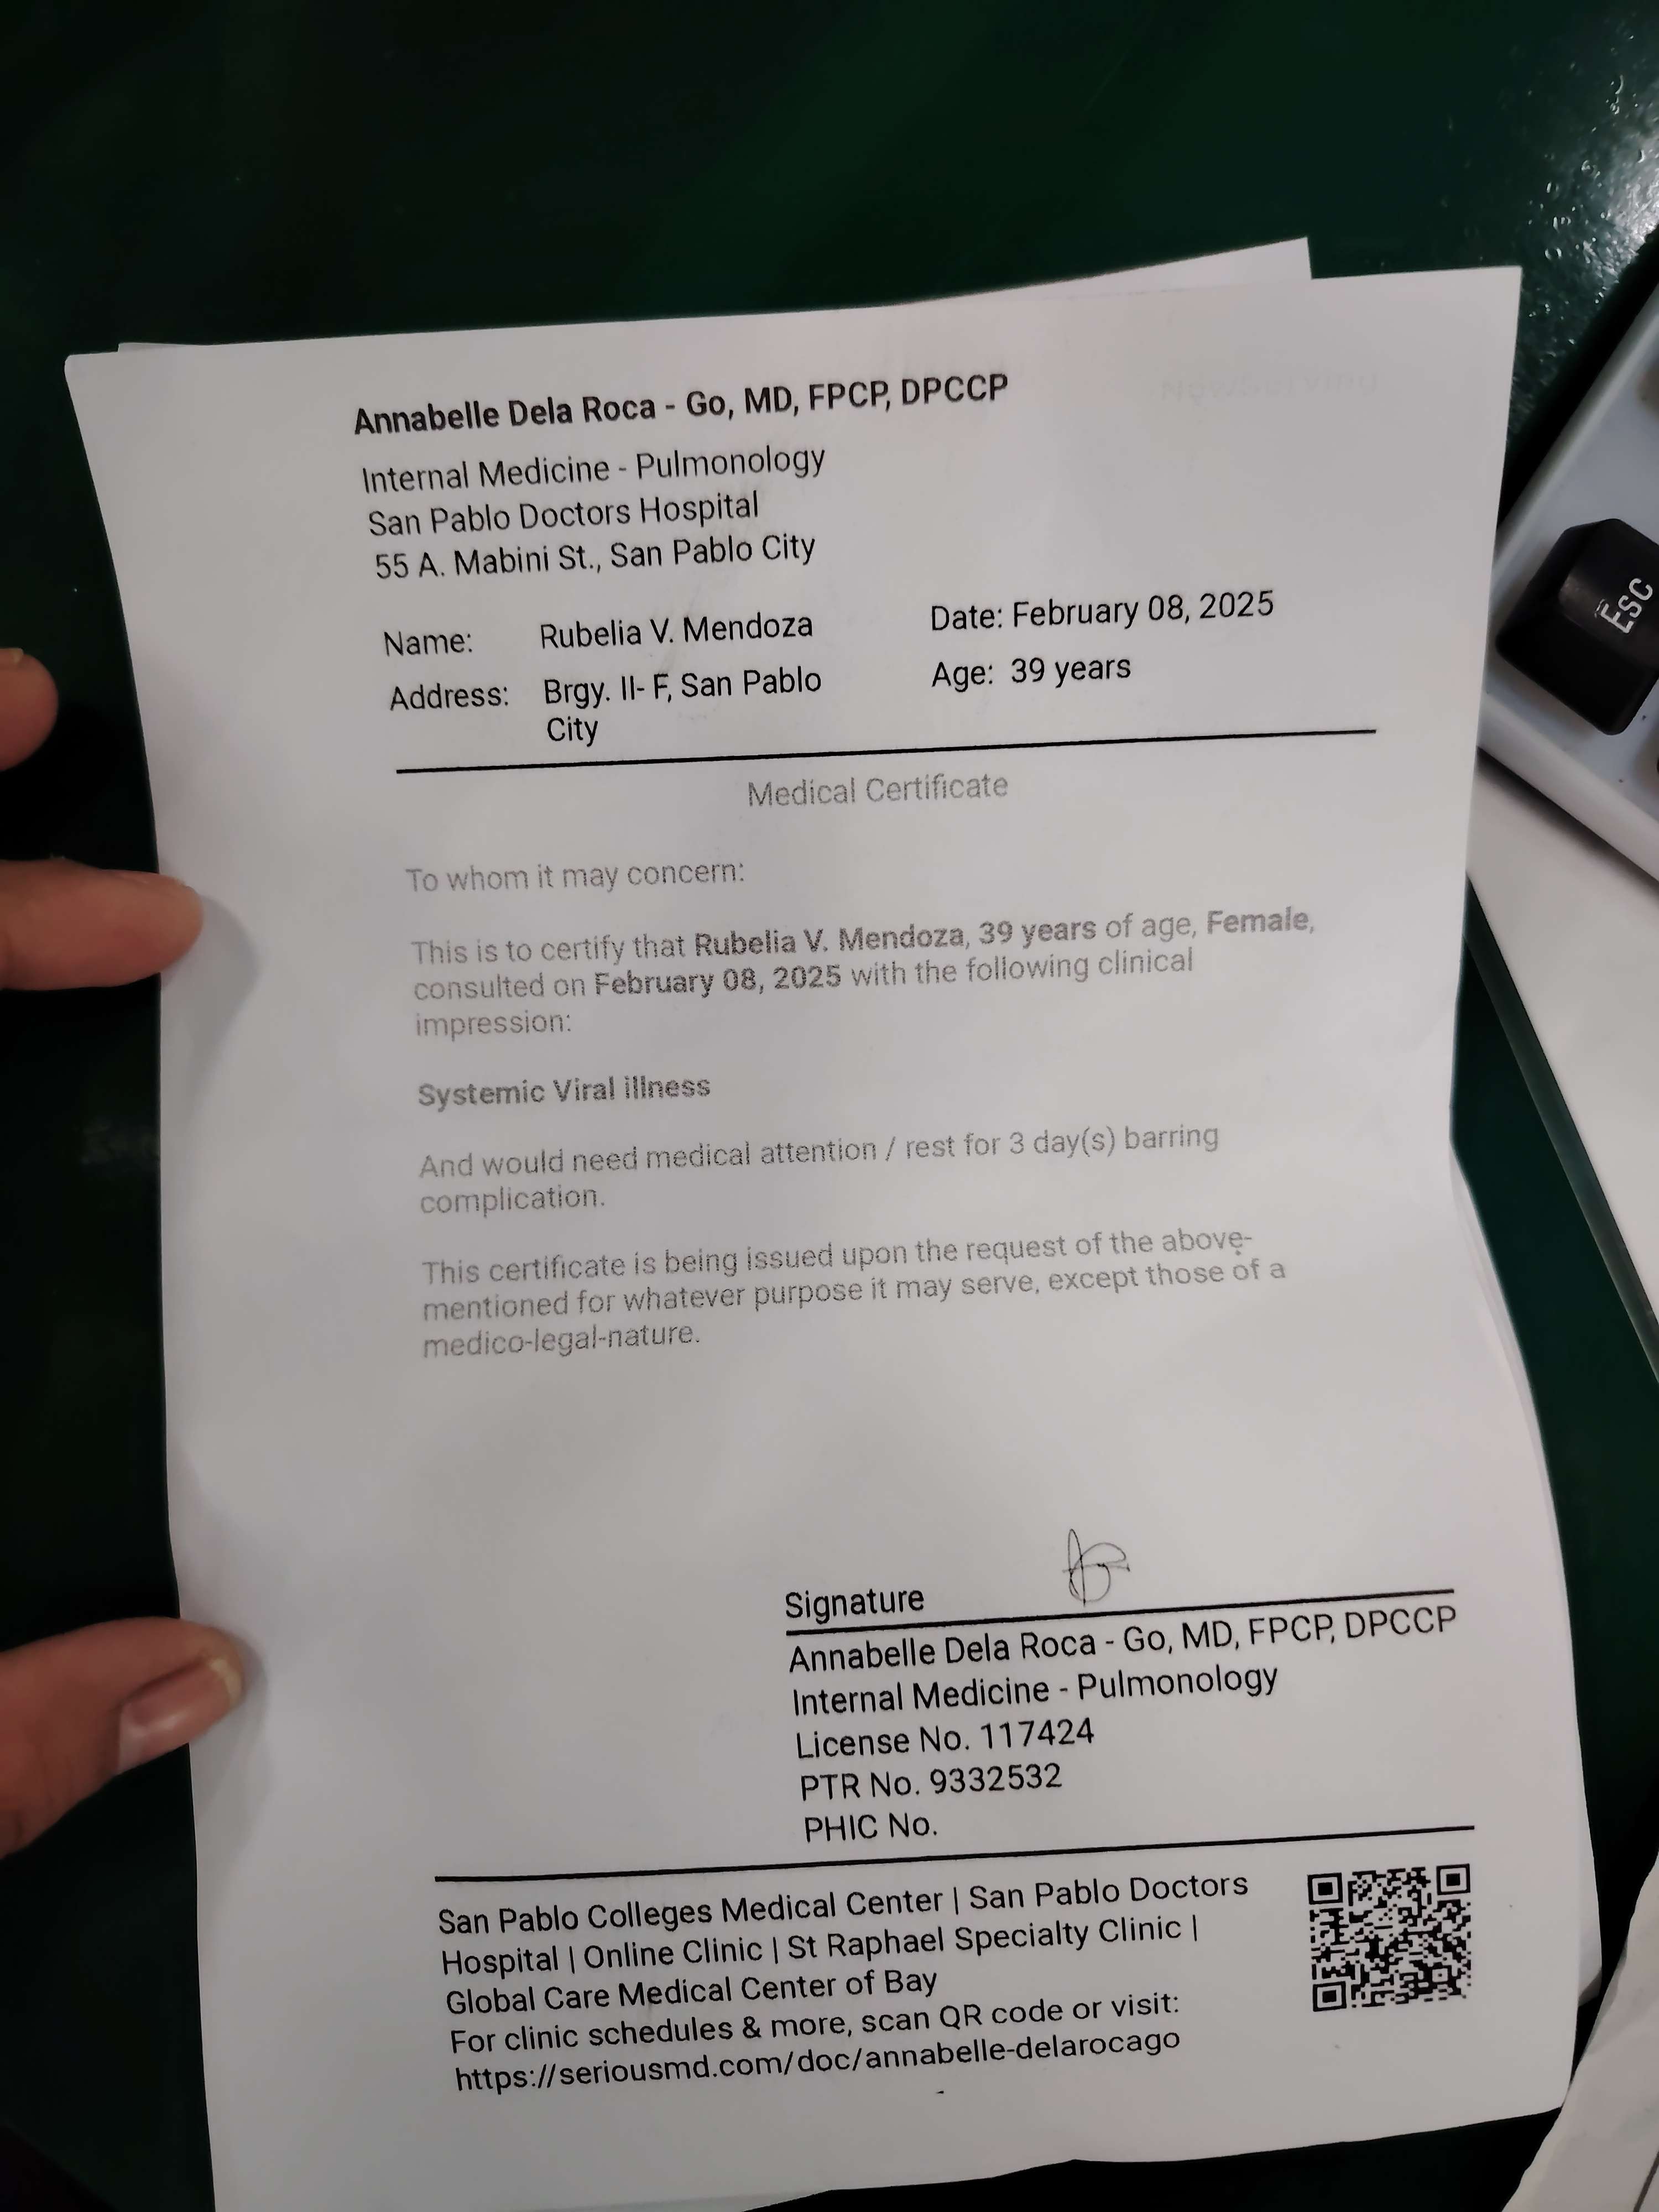 Annabelle Dela Roca - Go, MD, FPCP, DPCCP
Internal Medicine - Pulmonology
San Pablo Doctors Hospital
55 A. Mabini St., San Pablo City
Name: Rubelia V. Mendoza Date: February 08, 2025
Address: Brgy. II- F, San Pablo Age: 39 years
City
Medical Certificate
To whom it may concern:
This is to certify that Rubelia V. Mendoza, 39 years of age, Female,
consulted on February 08, 2025 with the following clinical
impression:
Systemic Viral illness
And would need medical attention / rest for 3 day(s) barring
complication.
This certificate is being issued upon the request of the above-
mentioned for whatever purpose it may serve, except those of a
medico-legal-nature.
Signature
Annabelle Dela Roca - Go, MD, FPCP, DPCCP
Internal Medicine - Pulmonology
License No. 117424
PTR No. 9332532
PHIC No.
San Pablo Colleges Medical Center | San Pablo Doctors
Hospital | Online Clinic | St Raphael Specialty Clinic |
Global Care Medical Center of Bay
For clinic schedules & more, scan QR code or visit:
https://seriousmd.com/doc/annabelle-delarocago
Esc